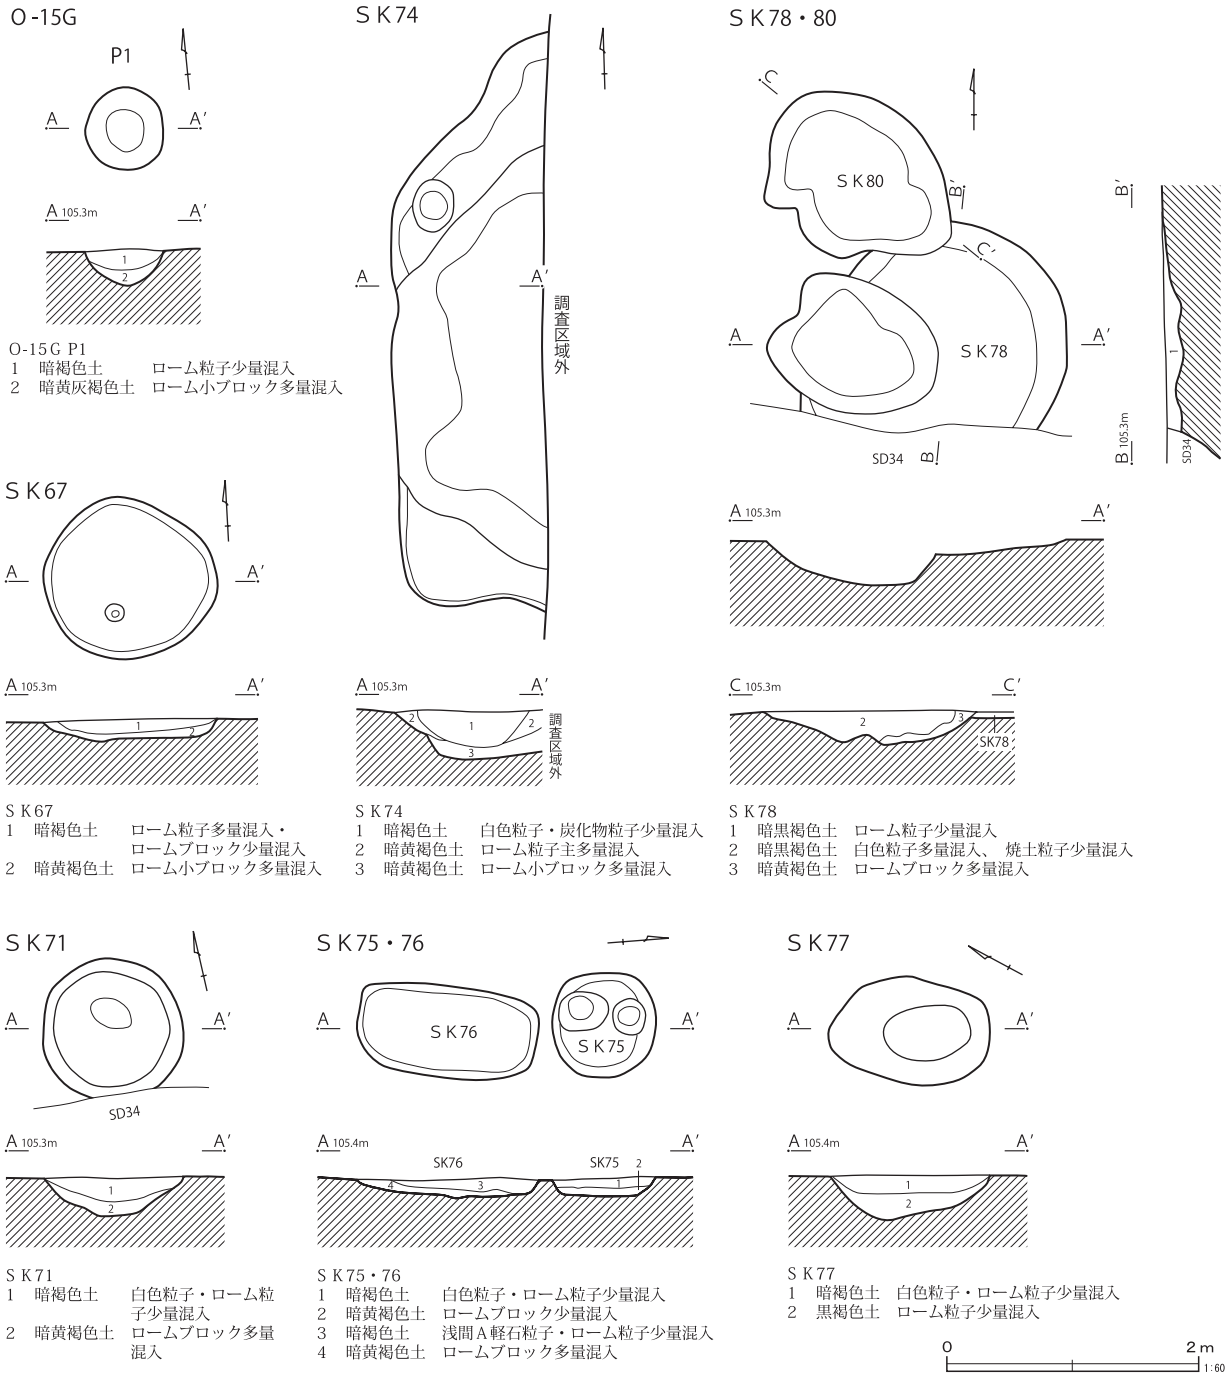 O-15G
P1
A A′
A 105.3m A′
1
2
O-15G P1
1 暗褐色土 ローム粒子少量混入
2 暗黄灰褐色土 ローム小ブロック多量混入
SK74
A A′
調査区域外
A 105.3m A′
2 1 2
3
調査区域外
SK74
1 暗褐色土 白色粒子・炭化物粒子少量混入
2 暗黄褐色土 ローム粒子主多量混入
3 暗黄褐色土 ローム小ブロック多量混入
SK78・80
C
SK80
B′
C′
A A′
SK78
SD34 B
B′
1
B 105.3m
SD34
A 105.3m A′
C 105.3m C′
2 3
SK78
SK78
1 暗黒褐色土 ローム粒子少量混入
2 暗黒褐色土 白色粒子多量混入、焼土粒子少量混入
3 暗黄褐色土 ロームブロック多量混入
SK67
A A′
A 105.3m A′
1
2
SK67
1 暗褐色土 ローム粒子多量混入・
ロームブロック少量混入
2 暗黄褐色土 ローム小ブロック多量混入
SK71
A A′
SD34
A 105.3m A′
1
2
SK71
1 暗褐色土 白色粒子・ローム粒
子少量混入
2 暗黄褐色土 ロームブロック多量
混入
SK75・76
A A′
SK76
SK75
A 105.4m A′
SK76 SK75 2
4 3 1
SK75・76
1 暗褐色土 白色粒子・ローム粒子少量混入
2 暗黄褐色土 ロームブロック少量混入
3 暗褐色土 浅間A軽石粒子・ローム粒子少量混入
4 暗黄褐色土 ロームブロック多量混入
SK77
A A′
A 105.4m A′
1
2
SK77
1 暗褐色土 白色粒子・ローム粒子少量混入
2 黒褐色土 ローム粒子少量混入
0 2m
1:60